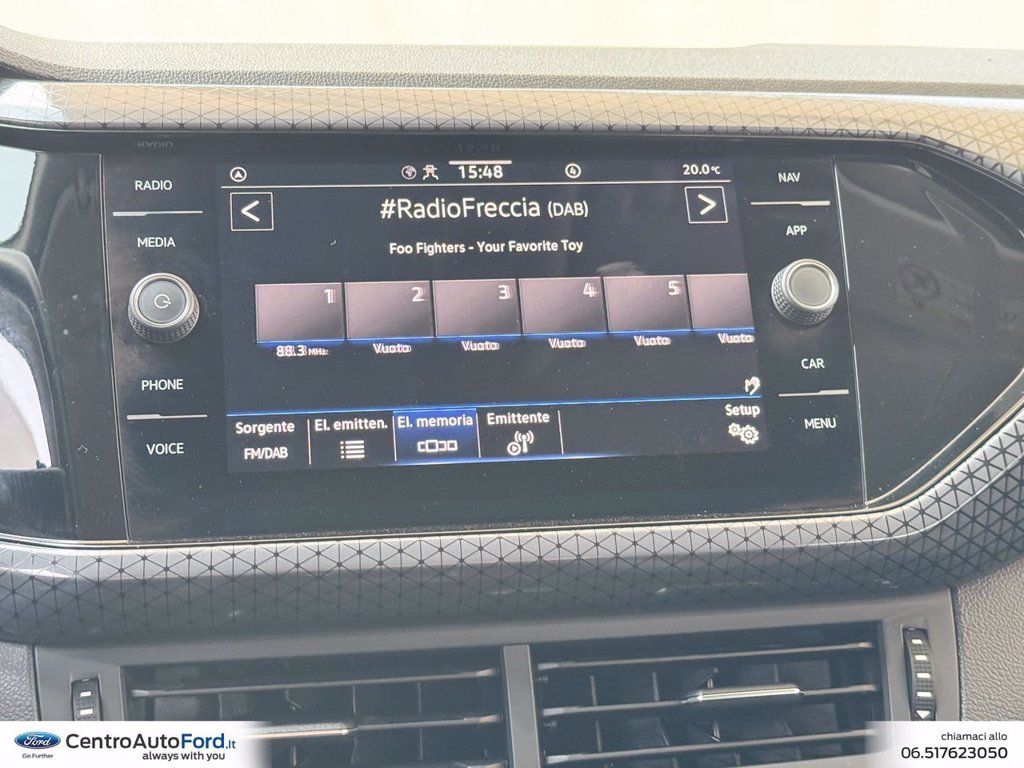 RADIO
MEDIA
PHONE
VOICE
15:48
4
20.0°C
<
#RadioFreccia (DAB)
>
Foo Fighters - Your Favorite Toy
1
2
3
4
5
88.3 MHz
Vuoto
Vuoto
Vuoto
Vuoto
Vuoto
Sorgente
FM/DAB
El. emitten.
El. memoria
Emittente
Setup
NAV
APP
CAR
MENU
Ford
Go Further
CentroAutoFord.it
always with you
chiamaci allo
06.517623050